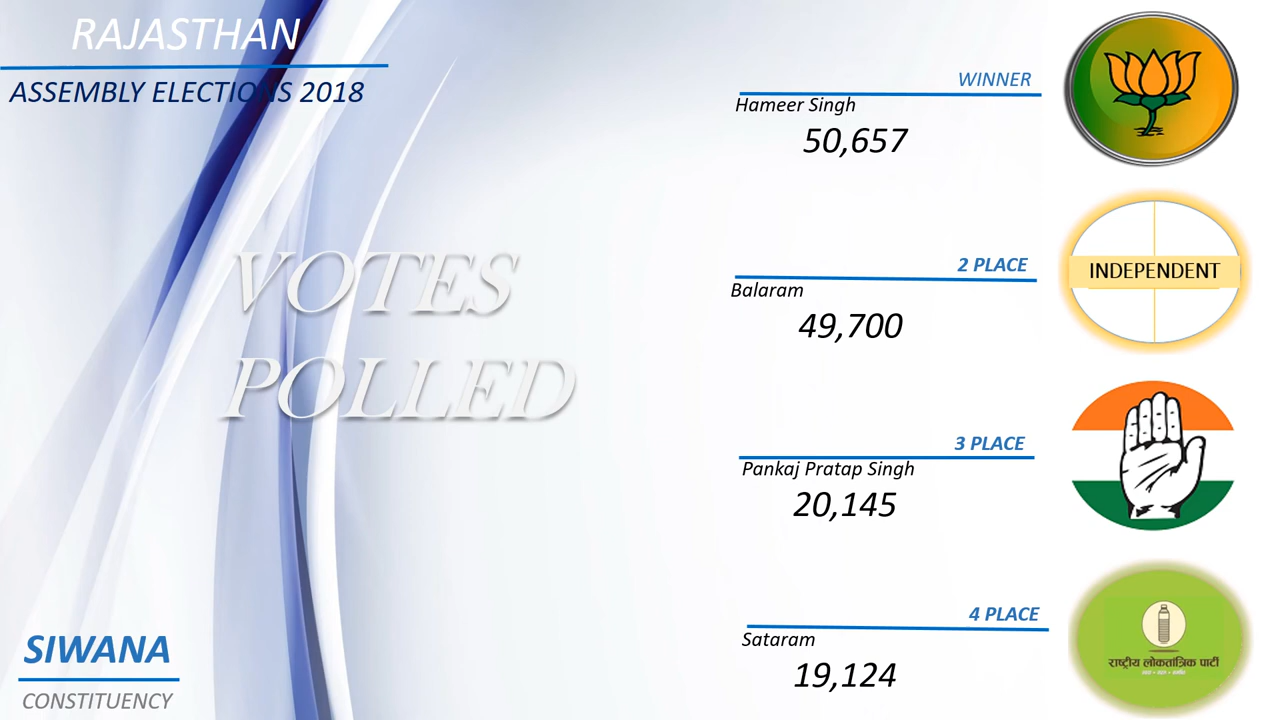 RAJASTHAN
ASSEMBLY ELECTIONS 2018
VOTES
POLLED
SIWANA
CONSTITUENCY
WINNER
Hameer Singh
50,657
2 PLACE
Balaram
49,700
INDEPENDENT
3 PLACE
Pankaj Pratap Singh
20,145
4 PLACE
Sataram
19,124
राष्ट्रीय लोकतांत्रिक पार्टी